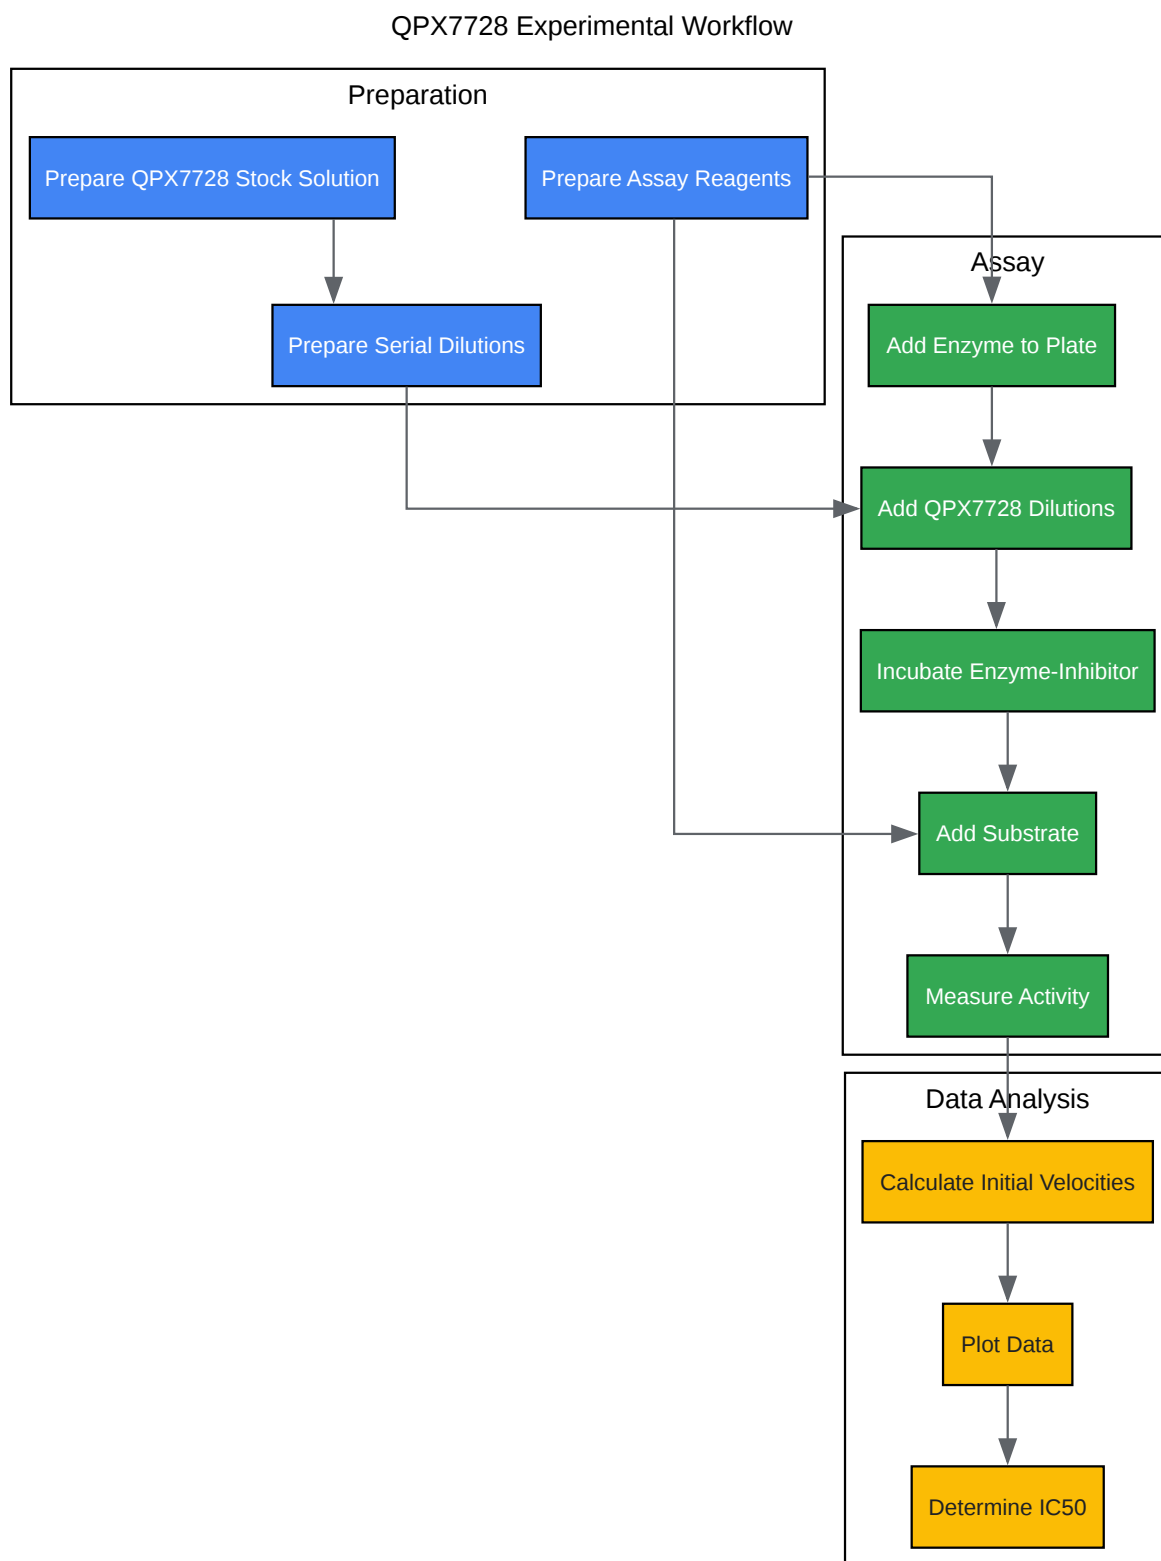 QPX7728 Experimental Workflow
Preparation
Prepare QPX7728 Stock Solution
Prepare Assay Reagents
Prepare Serial Dilutions
Assay
Add Enzyme to Plate
Add QPX7728 Dilutions
Incubate Enzyme-Inhibitor
Add Substrate
Measure Activity
Data Analysis
Calculate Initial Velocities
Plot Data
Determine IC50